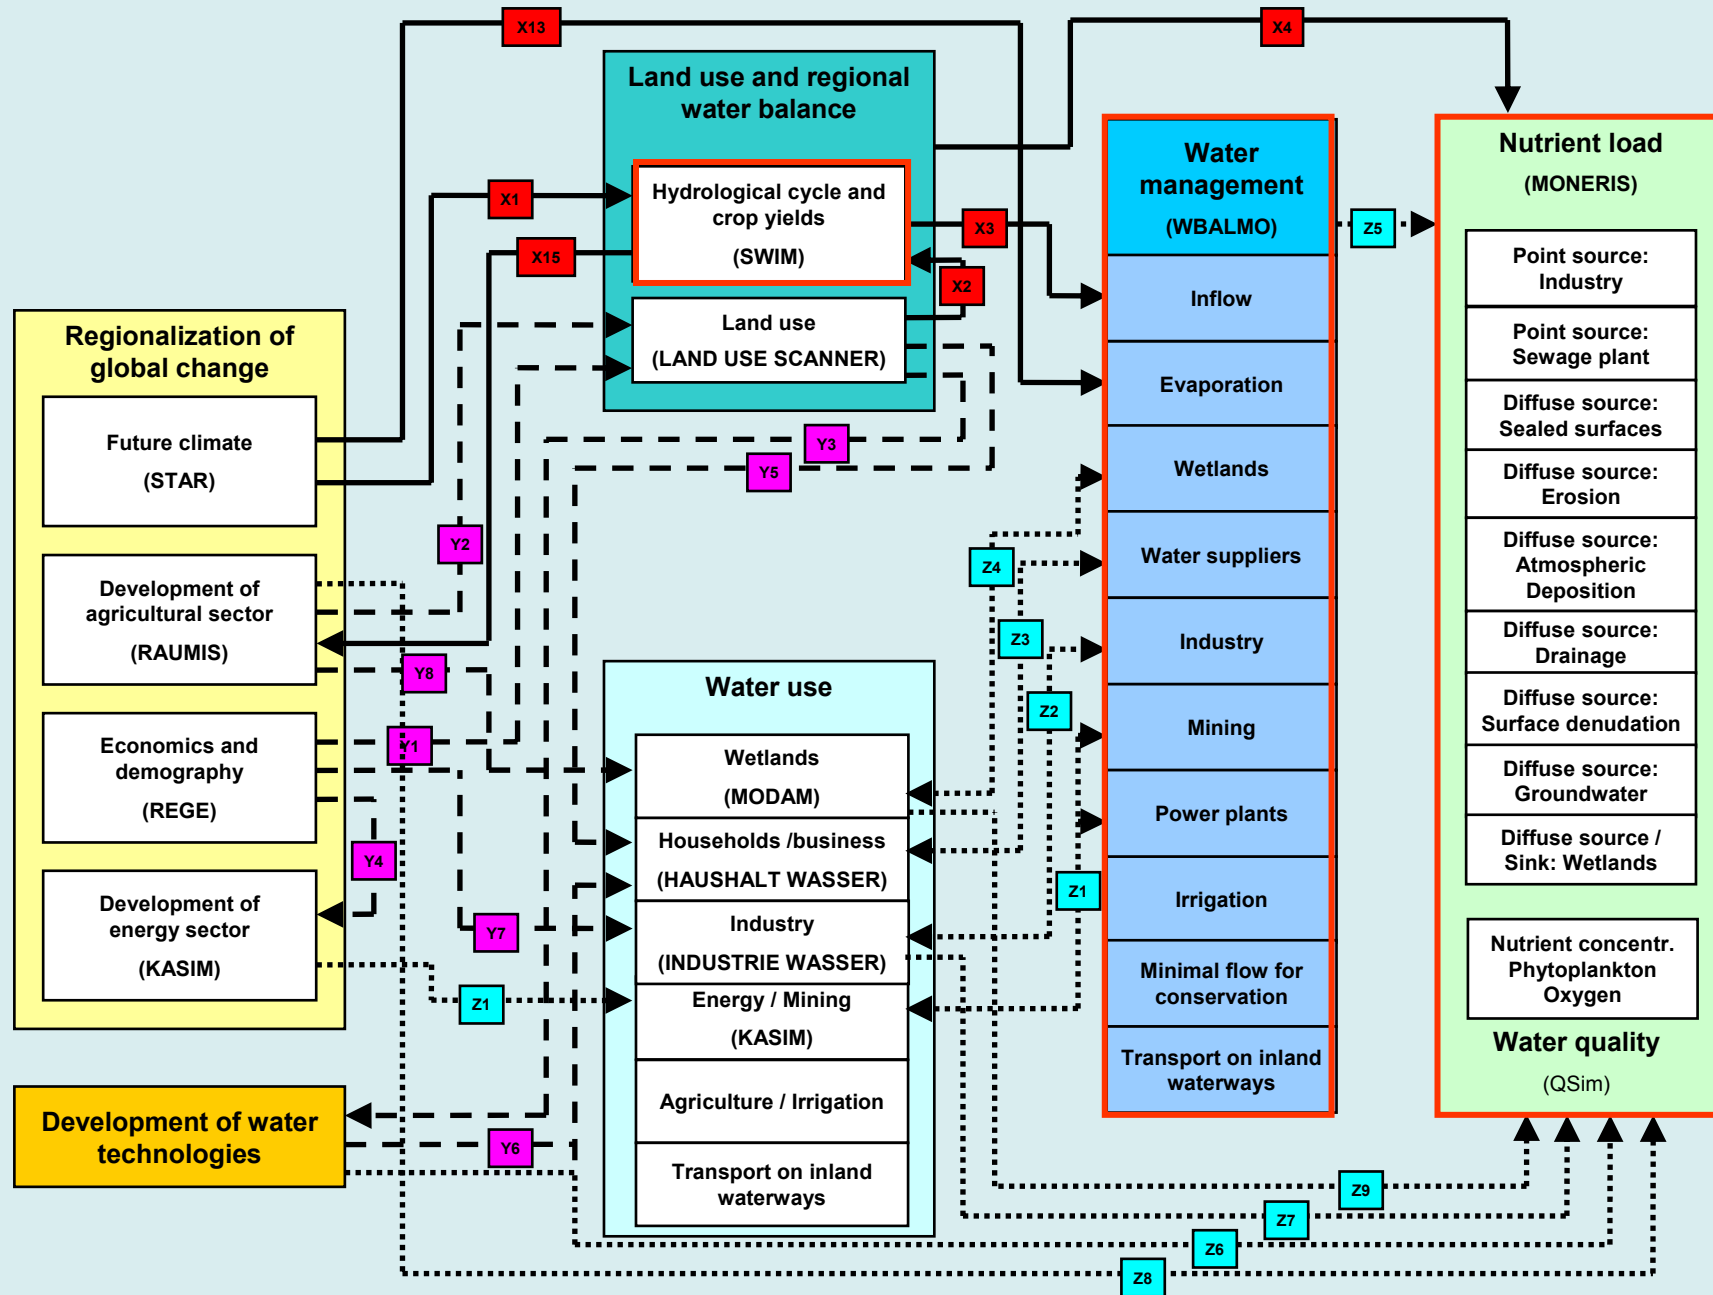 X13
X4
Land use and regional
water balance
Hydrological cycle and
crop yields
(SWIM)
X1
X15
X3
X2
Land use
(LAND USE SCANNER)
Regionalization of
global change
Future climate
(STAR)
Development of
agricultural sector
(RAUMIS)
Economics and
demography
(REGE)
Development of
energy sector
(KASIM)
Development of water
technologies
Y3
Y5
Y2
Y8
Y1
Y4
Y7
Z1
Y6
Water use
Wetlands
(MODAM)
Households /business
(HAUSHALT WASSER)
Industry
(INDUSTRIE WASSER)
Energy / Mining
(KASIM)
Agriculture / Irrigation
Transport on inland
waterways
Z4
Z3
Z2
Z1
Water
management
(WBALMO)
Inflow
Evaporation
Wetlands
Water suppliers
Industry
Mining
Power plants
Irrigation
Minimal flow for
conservation
Transport on inland
waterways
Z5
Nutrient load
(MONERIS)
Point source:
Industry
Point source:
Sewage plant
Diffuse source:
Sealed surfaces
Diffuse source:
Erosion
Diffuse source:
Atmospheric
Deposition
Diffuse source:
Drainage
Diffuse source:
Surface denudation
Diffuse source:
Groundwater
Diffuse source /
Sink: Wetlands
Nutrient concentr.
Phytoplankton
Oxygen
Water quality
(QSim)
Z9
Z7
Z6
Z8